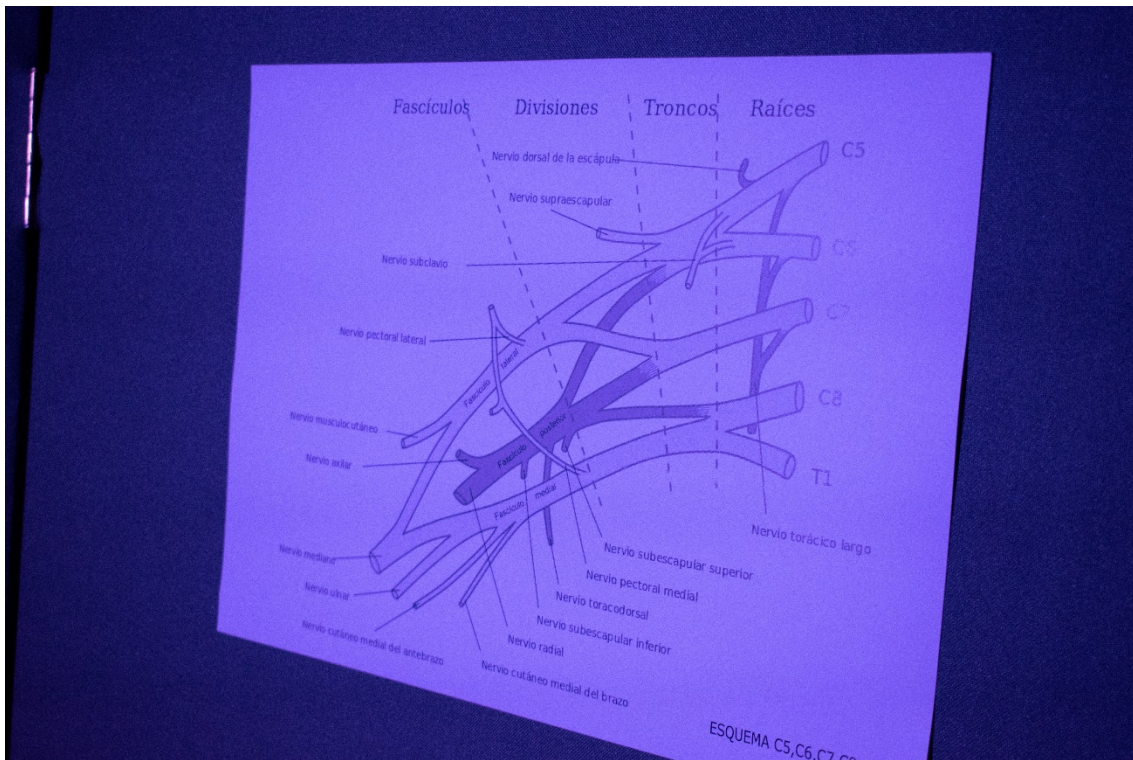 Fascículos
Divisiones
Troncos
Raíces
Nervio dorsal de la escápula
C5
Nervio supraescapular
C6
Nervio subclavio
C7
Nervio pectoral lateral
Fascículo lateral
C8
Nervio musculocutáneo
Fascículo posterior
Nervio axilar
T1
Fascículo medial
Nervio torácico largo
Nervio mediano
Nervio subescapular superior
Nervio pectoral medial
Nervio ulnar
Nervio toracodorsal
Nervio subescapular inferior
Nervio cutáneo medial del antebrazo
Nervio radial
Nervio cutáneo medial del brazo
ESQUEMA C5,C6,C7,C8